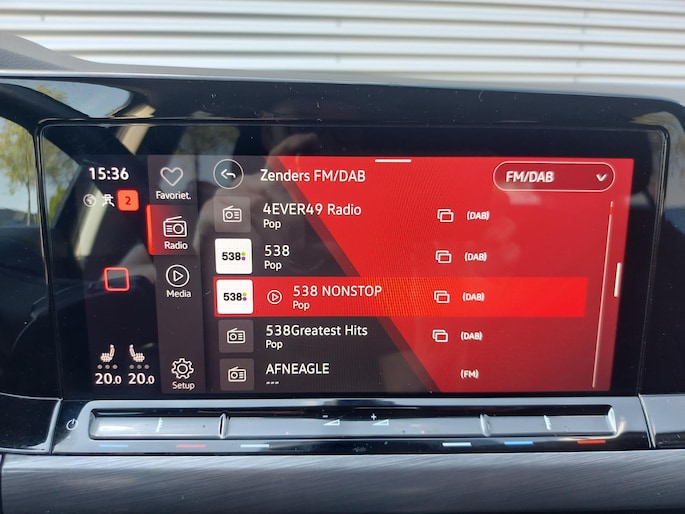 15:36
2
Favoriet.
Radio
Media
Setup
20.0 20.0
Zenders FM/DAB
FM/DAB
4EVER49 Radio
Pop
(DAB)
538
538
Pop
(DAB)
538
538 NONSTOP
Pop
(DAB)
538Greatest Hits
Pop
(DAB)
AFNEAGLE
---
(FM)
- +